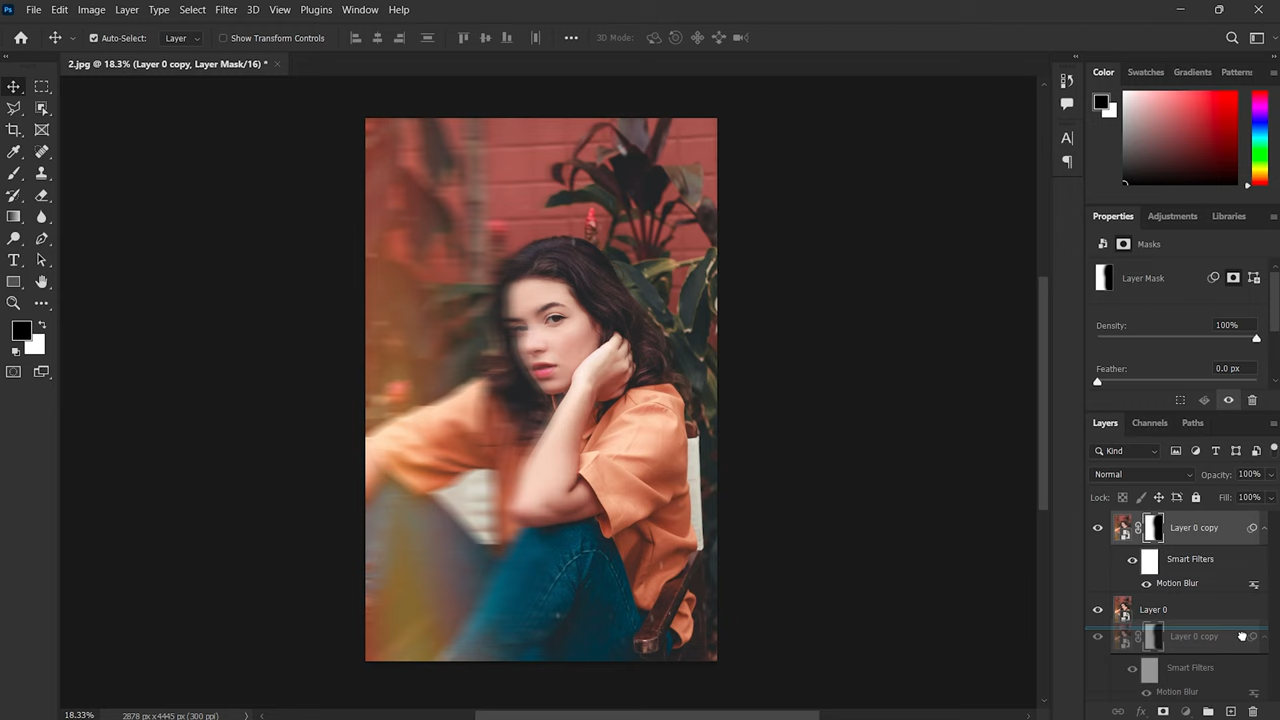 Ps File Edit Image Layer Type Select Filter 3D View Plugins Window Help
Auto-Select: Layer Show Transform Controls 3D Mode:
2.jpg @ 18.3% (Layer 0 copy, Layer Mask/16) *
Color Swatches Gradients Patterns
Properties Adjustments Libraries
Masks
Layer Mask
Density: 100%
Feather: 0.0 px
Layers Channels Paths
Kind
Normal Opacity: 100%
Lock: Fill: 100%
Layer 0 copy
Smart Filters
Motion Blur
Layer 0
Layer 0 copy
Smart Filters
Motion Blur
18.33% 2878 px x 4445 px (300 ppi)